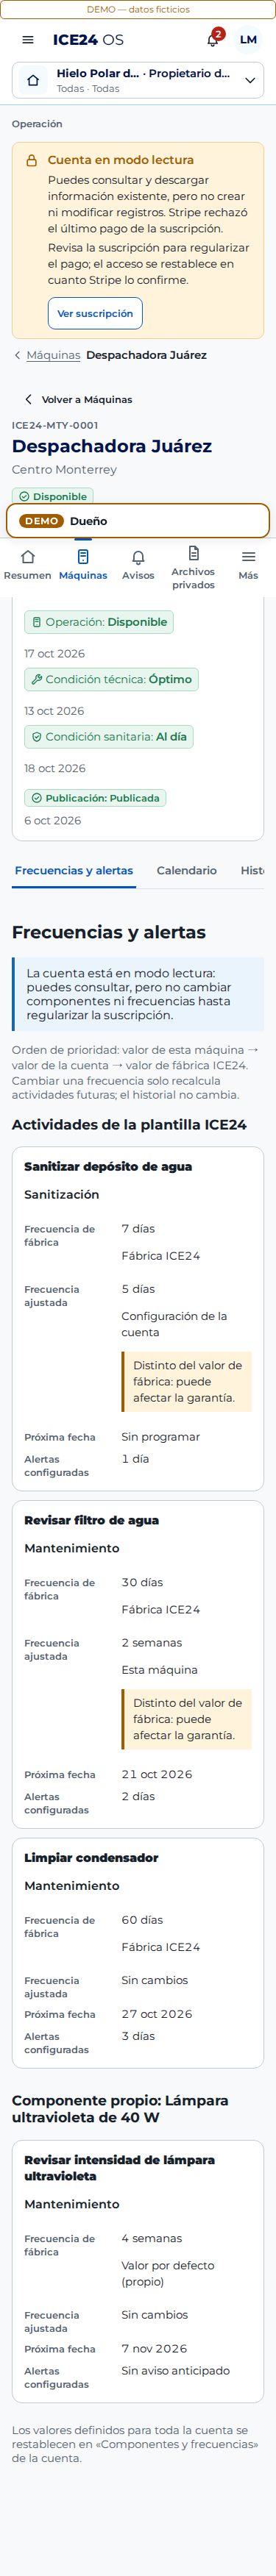 DEMO — datos ficticios
ICE24 OS
2
LM
Hielo Polar d... · Propietario d...
Todas · Todas
Operación
Cuenta en modo lectura
Puedes consultar y descargar
información existente, pero no crear
ni modificar registros. Stripe rechazó
el último pago de la suscripción.
Revisa la suscripción para regularizar
el pago; el acceso se restablece en
cuanto Stripe lo confirme.
Ver suscripción
Máquinas Despachadora Juárez
Volver a Máquinas
ICE24-MTY-0001
Despachadora Juárez
Centro Monterrey
Disponible
DEMO Dueño
Resumen
Máquinas
Avisos
Archivos
privados
Más
Operación: Disponible
17 oct 2026
Condición técnica: Óptimo
13 oct 2026
Condición sanitaria: Al día
18 oct 2026
Publicación: Publicada
6 oct 2026
Frecuencias y alertas Calendario Histo
Frecuencias y alertas
La cuenta está en modo lectura:
puedes consultar, pero no cambiar
componentes ni frecuencias hasta
regularizar la suscripción.
Orden de prioridad: valor de esta máquina →
valor de la cuenta → valor de fábrica ICE24.
Cambiar una frecuencia solo recalcula
actividades futuras; el historial no cambia.
Actividades de la plantilla ICE24
Sanitizar depósito de agua
Sanitización
Frecuencia de
fábrica
7 días
Fábrica ICE24
Frecuencia
ajustada
5 días
Configuración de la
cuenta
Distinto del valor de
fábrica: puede
afectar la garantía.
Próxima fecha
Sin programar
Alertas
configuradas
1 día
Revisar filtro de agua
Mantenimiento
Frecuencia de
fábrica
30 días
Fábrica ICE24
Frecuencia
ajustada
2 semanas
Esta máquina
Distinto del valor de
fábrica: puede
afectar la garantía.
Próxima fecha
21 oct 2026
Alertas
configuradas
2 días
Limpiar condensador
Mantenimiento
Frecuencia de
fábrica
60 días
Fábrica ICE24
Frecuencia
ajustada
Sin cambios
Próxima fecha
27 oct 2026
Alertas
configuradas
3 días
Componente propio: Lámpara
ultravioleta de 40 W
Revisar intensidad de lámpara
ultravioleta
Mantenimiento
Frecuencia de
fábrica
4 semanas
Valor por defecto
(propio)
Frecuencia
ajustada
Sin cambios
Próxima fecha
7 nov 2026
Alertas
configuradas
Sin aviso anticipado
Los valores definidos para toda la cuenta se
restablecen en «Componentes y frecuencias»
de la cuenta.